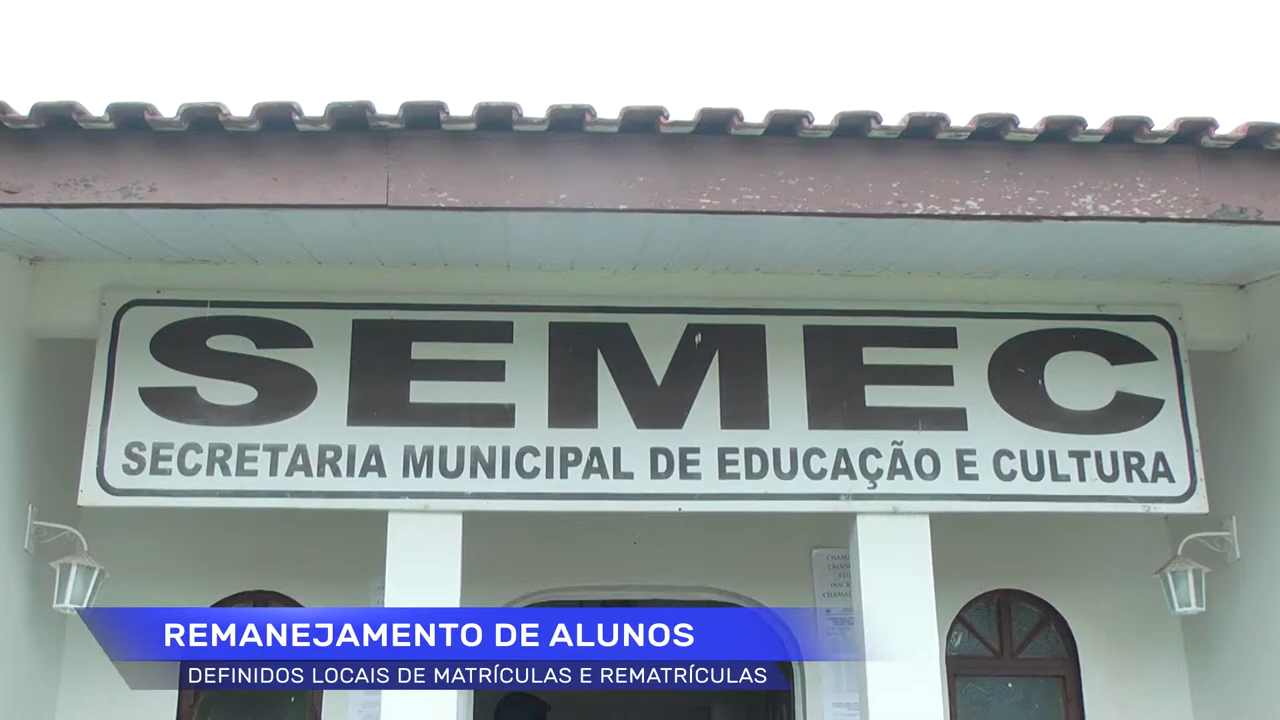 SEMEC
SECRETARIA MUNICIPAL DE EDUCAÇÃO E CULTURA
REMANEJAMENTO DE ALUNOS
DEFINIDOS LOCAIS DE MATRÍCULAS E REMATRÍCULAS